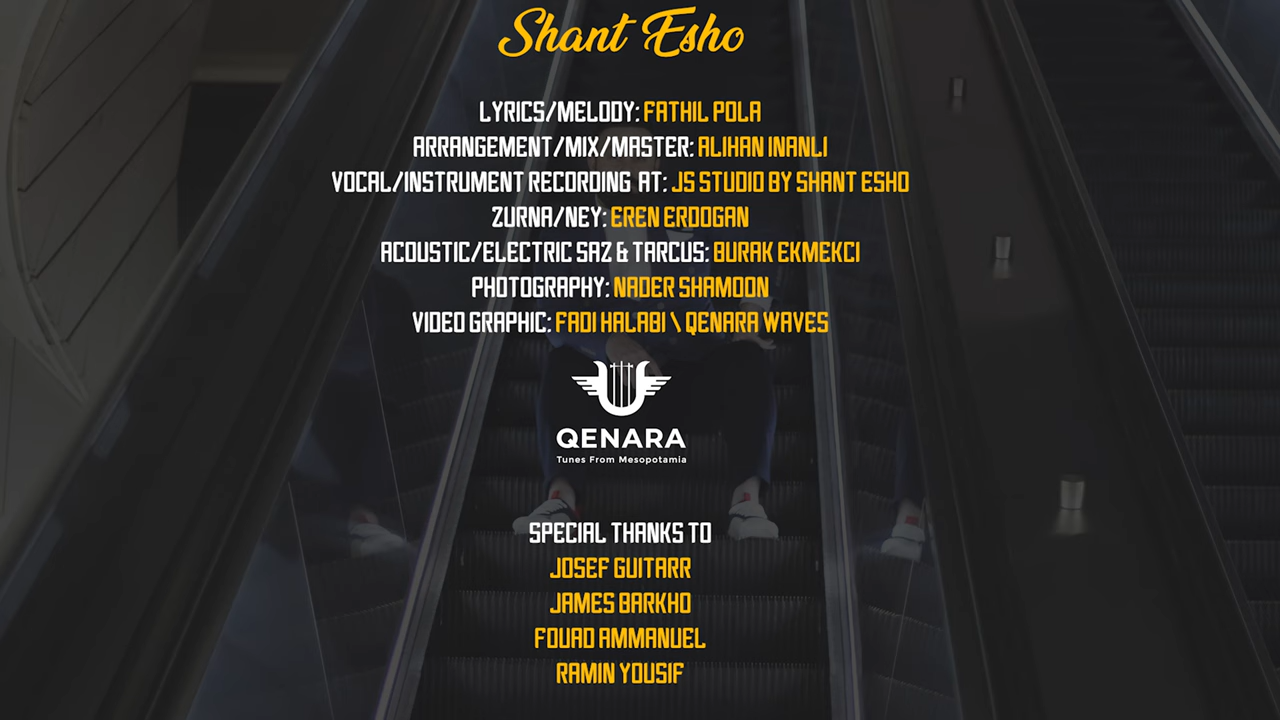 Shant Esho
LYRICS/MELODY: FATHIL POLA
ARRANGEMENT/MIX/MASTER: ALIHAN INANLI
VOCAL/INSTRUMENT RECORDING AT: JS STUDIO BY SHANT ESHO
ZURNA/NEY: EREN ERDOGAN
ACOUSTIC/ELECTRIC SAZ & TARCUS: BURAK EKMEKCI
PHOTOGRAPHY: NADER SHAMOON
VIDEO GRAPHIC: FADI HALABI \ QENARA WAVES
QENARA
Tunes From Mesopotamia
SPECIAL THANKS TO
JOSEF GUITARR
JAMES BARKHO
FOUAD AMMANUEL
RAMIN YOUSIF